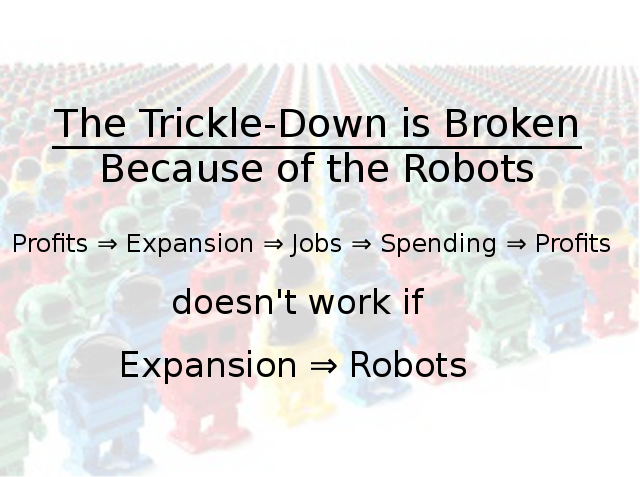 The Trickle-Down is Broken
Because of the Robots
Profits ⇒ Expansion ⇒ Jobs ⇒ Spending ⇒ Profits
doesn't work if
Expansion ⇒ Robots